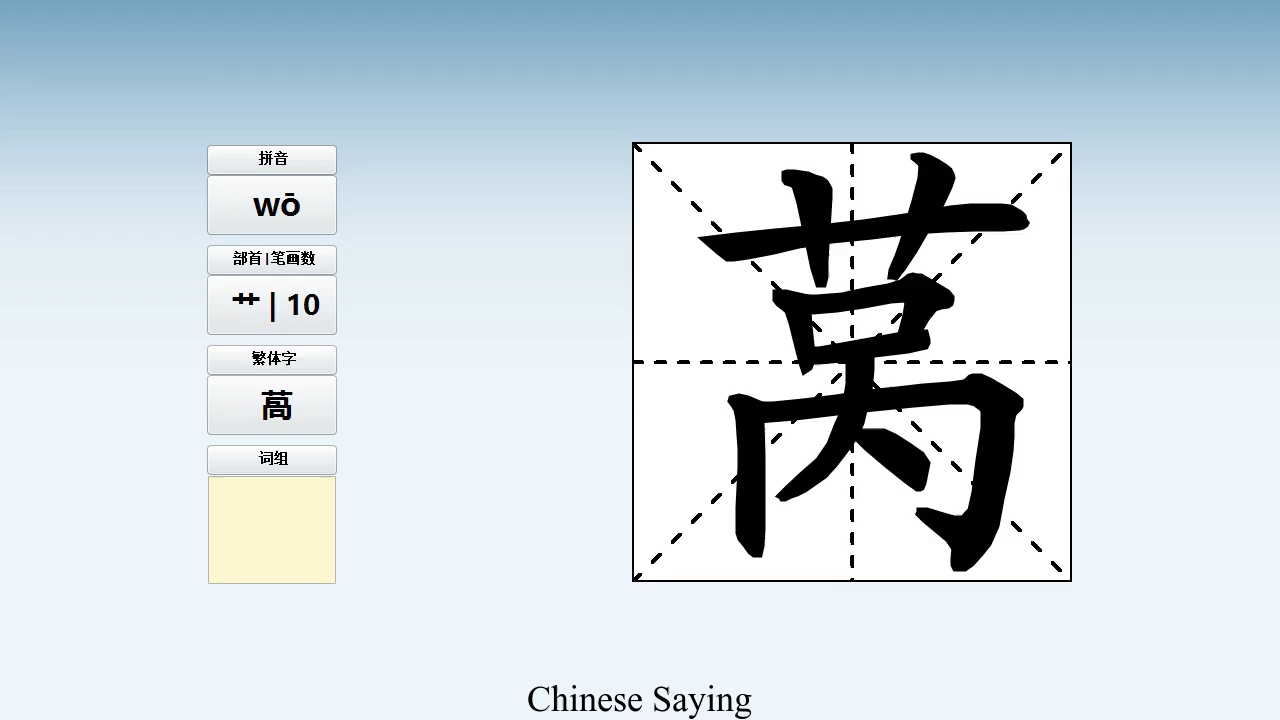 拼音
wō
部首|笔画数
艹 | 10
繁体字
萵
词组
莴
Chinese Saying